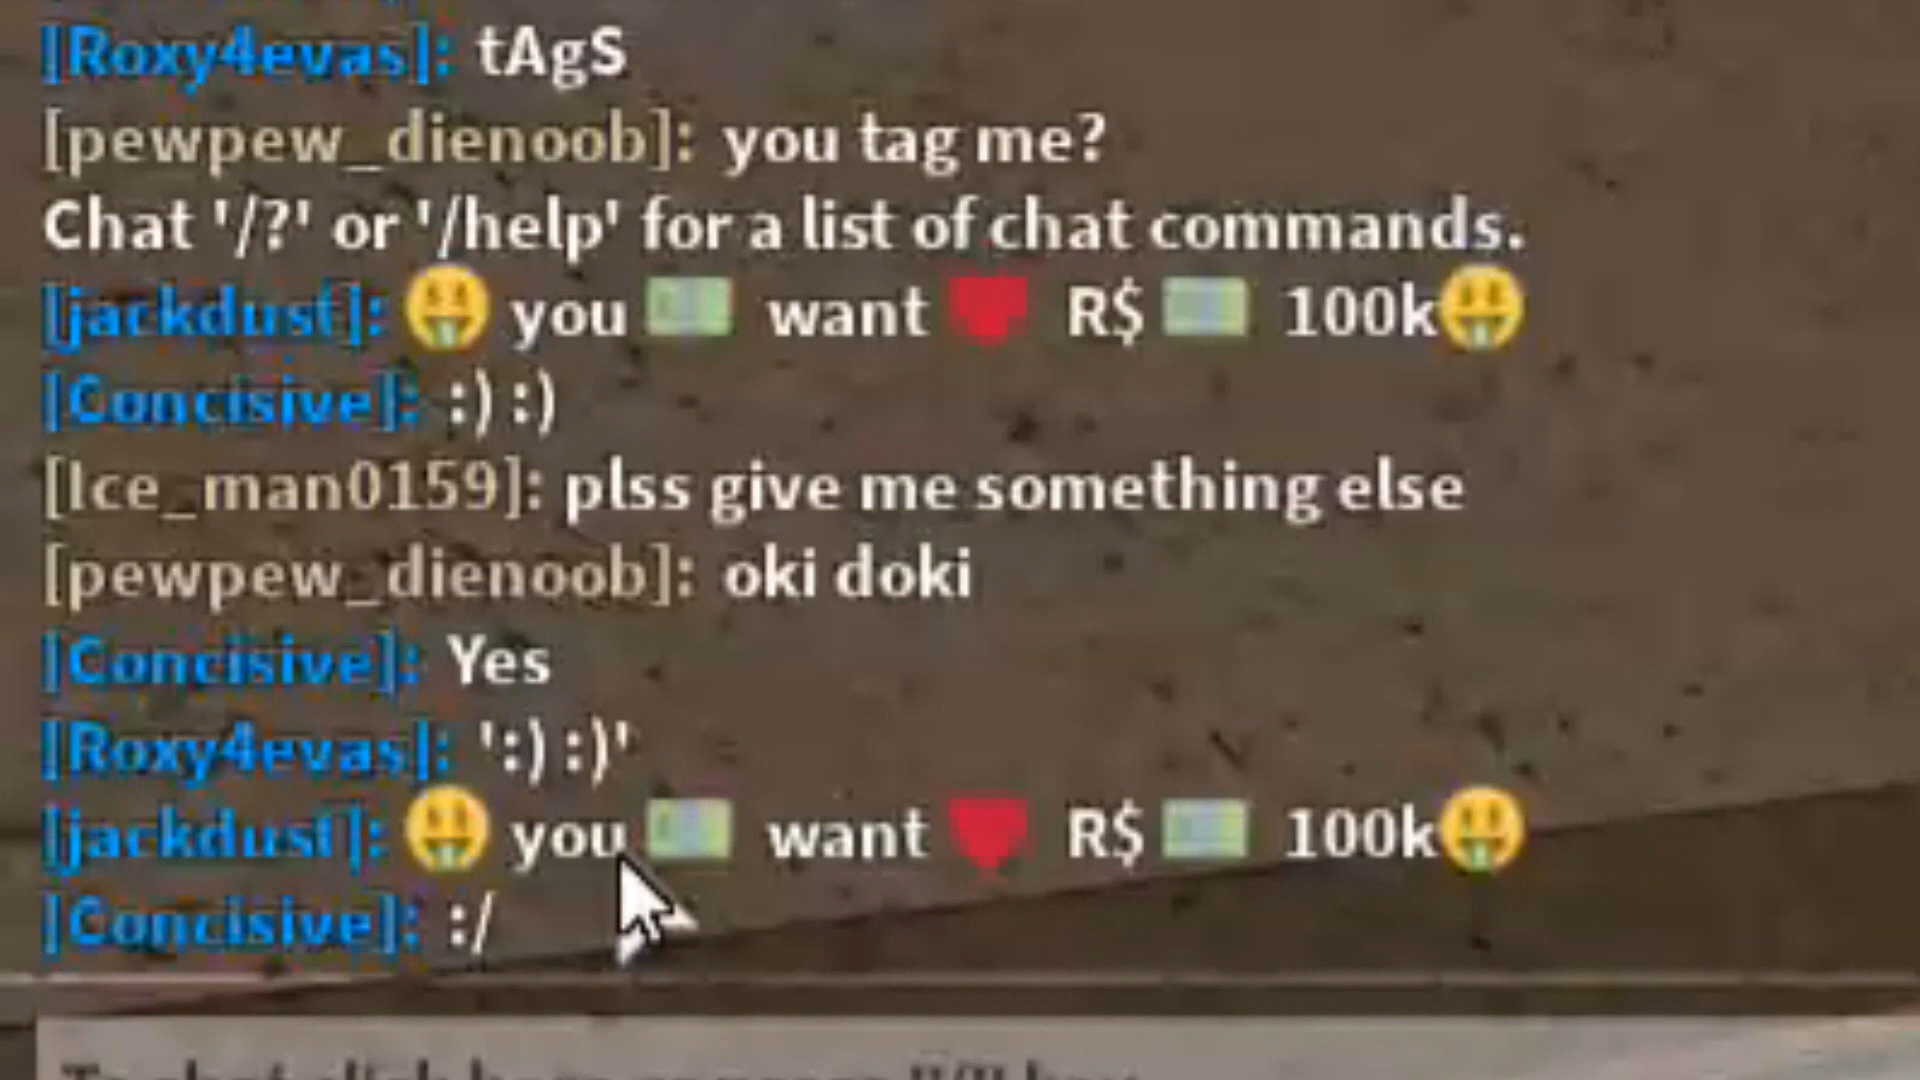 [Roxy4evas]: tAgS
[pewpew_dienoob]: you tag me?
Chat '/?' or '/help' for a list of chat commands.
[jackdust]: 🤑 you 💵 want ❤ R$ 💵 100k🤑
[Concisive]: :) :)
[Ice_man0159]: plss give me something else
[pewpew_dienoob]: oki doki
[Concisive]: Yes
[Roxy4evas]: ':) :)'
[jackdust]: 🤑 you 💵 want ❤ R$ 💵 100k🤑
[Concisive]: :/